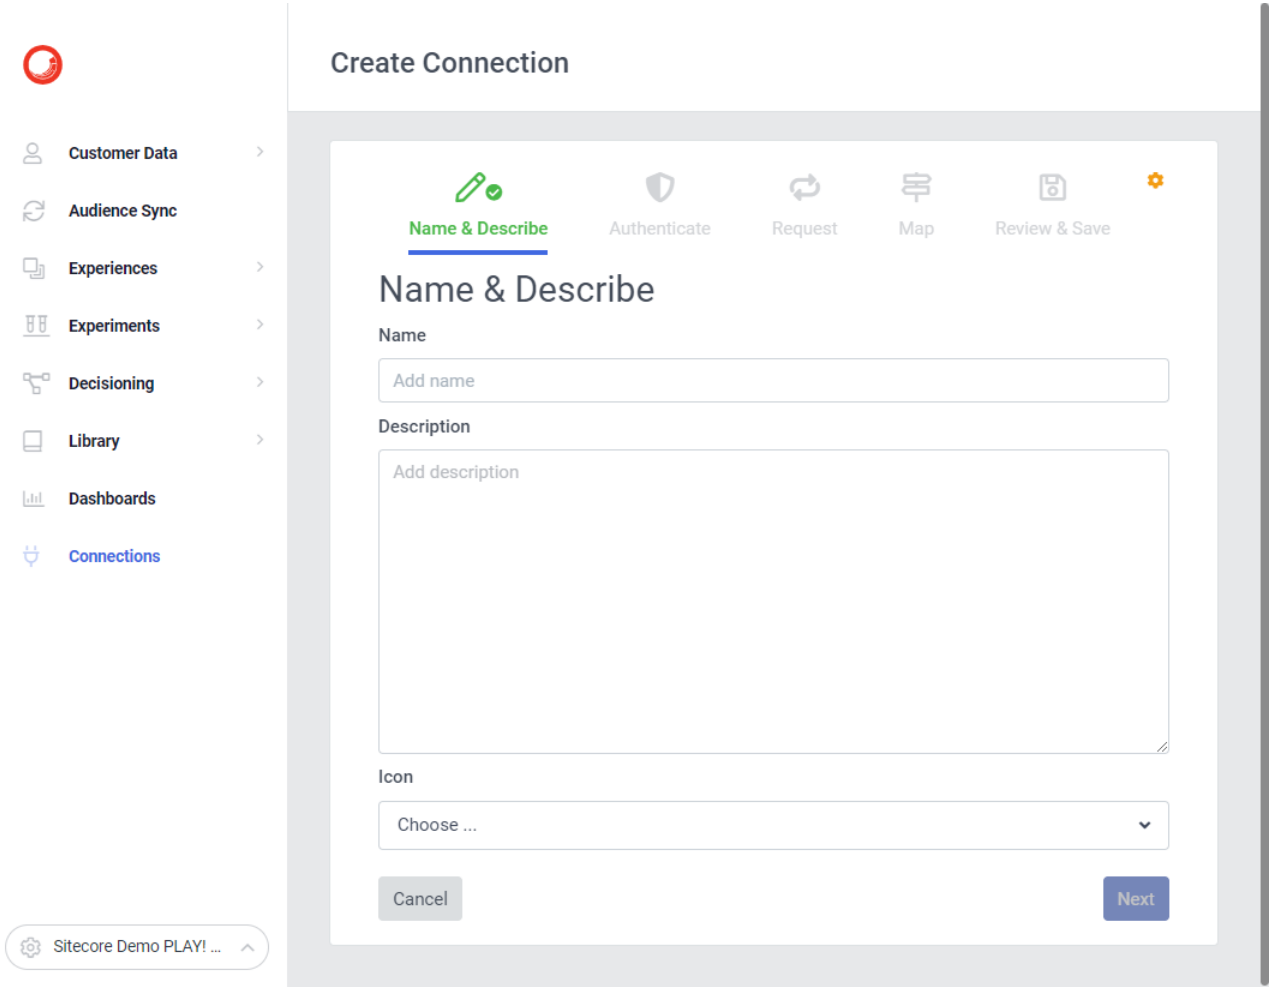 Create Connection
Customer Data
Audience Sync
Experiences
Experiments
Decisioning
Library
Dashboards
Connections
Sitecore Demo PLAY! ...
Name & Describe
Authenticate
Request
Map
Review & Save
Name & Describe
Name
Add name
Description
Add description
Icon
Choose ...
Cancel
Next